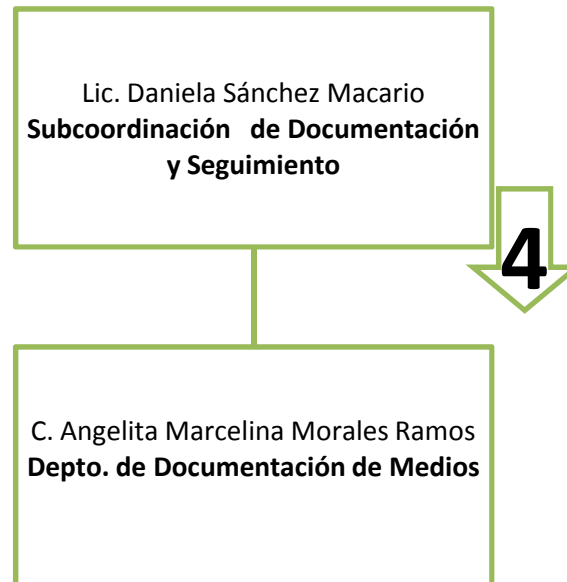 Lic. Daniela Sánchez Macario
Subcoordinación de Documentación
y Seguimiento
4
C. Angelita Marcelina Morales Ramos
Depto. de Documentación de Medios